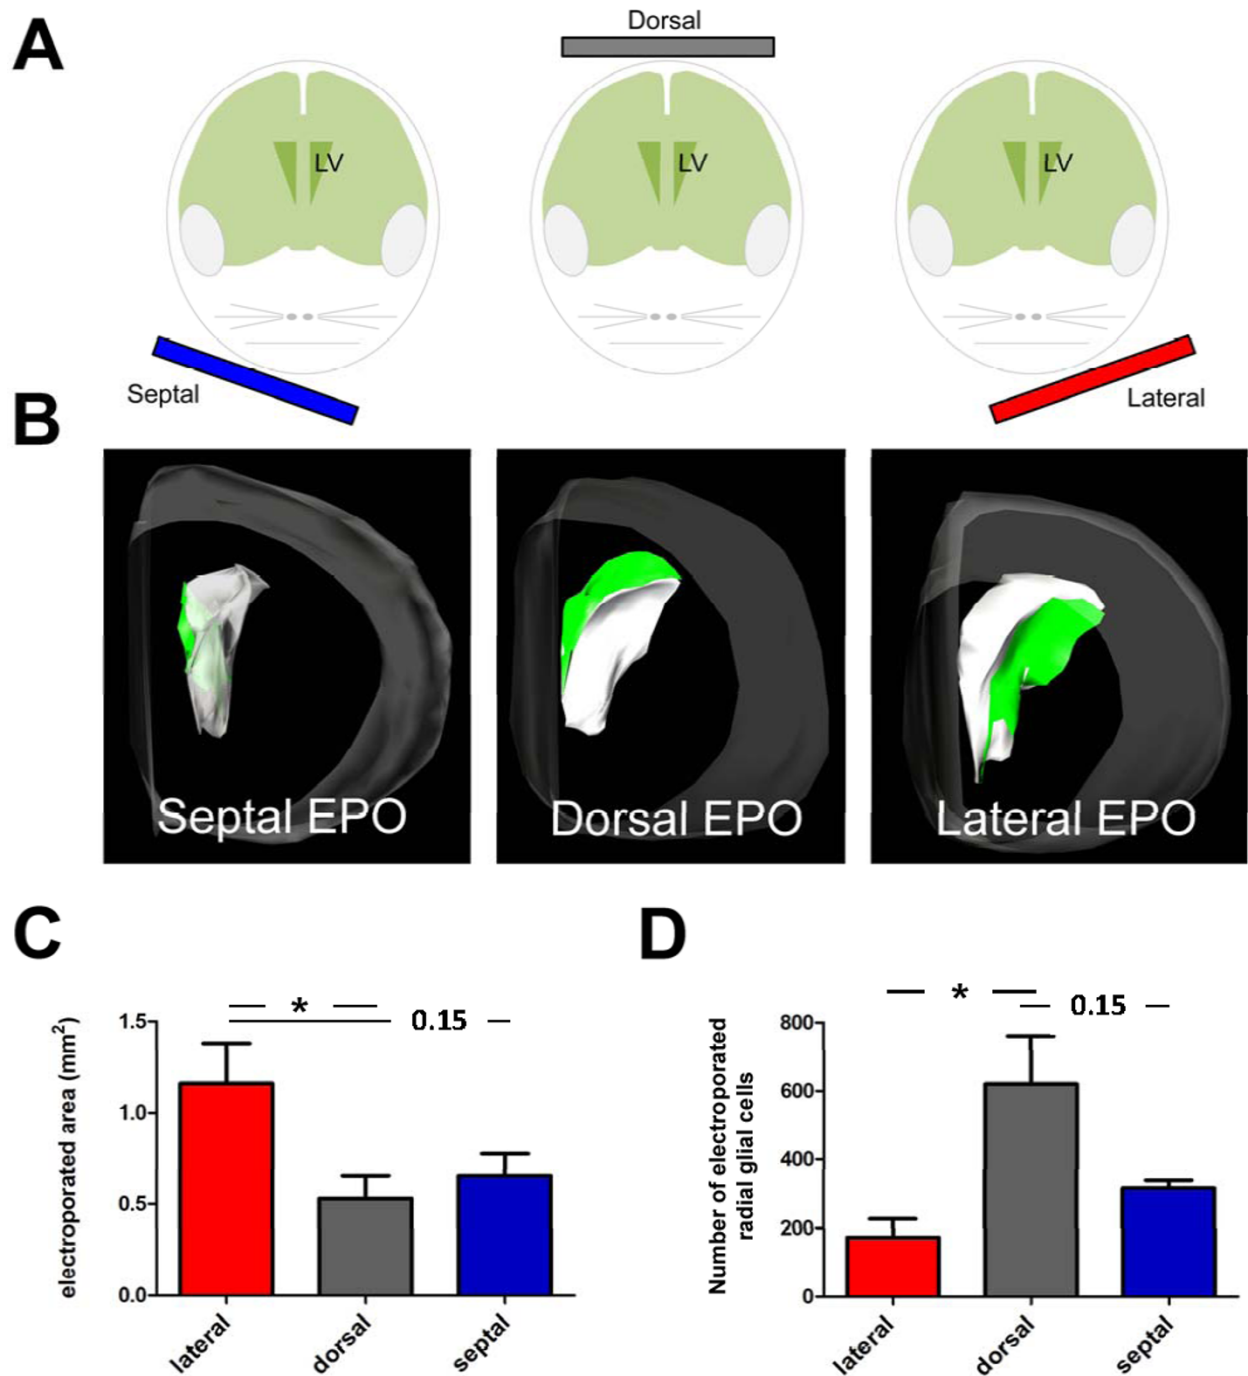 A
Dorsal
LV
LV
LV
Septal
Lateral
B
Septal EPO
Dorsal EPO
Lateral EPO
C
D
*
0.15
electroporated area (mm²)
1.5
1.0
0.5
0.0
lateral
dorsal
septal
*
0.15
Number of electroporated
radial glial cells
800
600
400
200
0
lateral
dorsal
septal